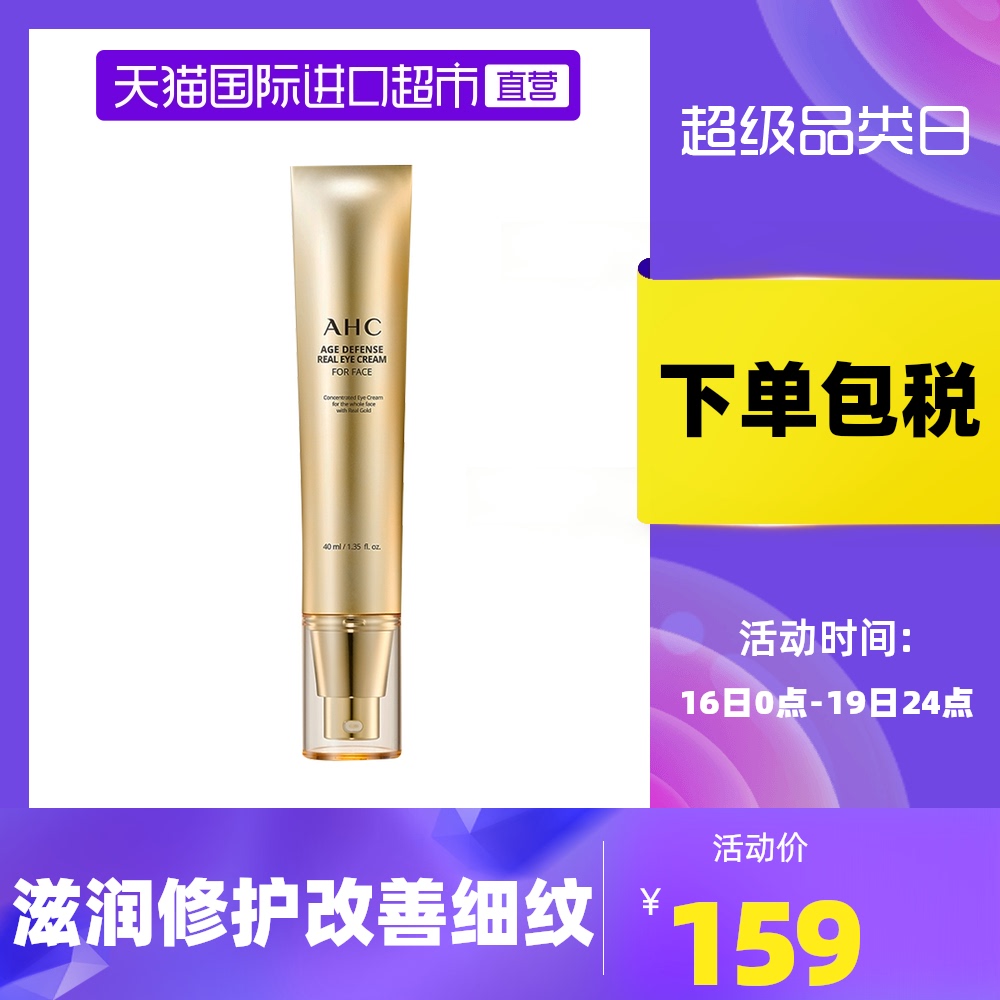 天猫国际进口超市 直营
超级品类日
AHC
AGE DEFENSE
REAL EYE CREAM
FOR FACE
Concentrated Eye Cream
for the whole face
with Real Gold
40 ml / 1.35 fl. oz.
下单包税
活动时间:
16日0点-19日24点
滋润修护改善细纹
活动价
¥159